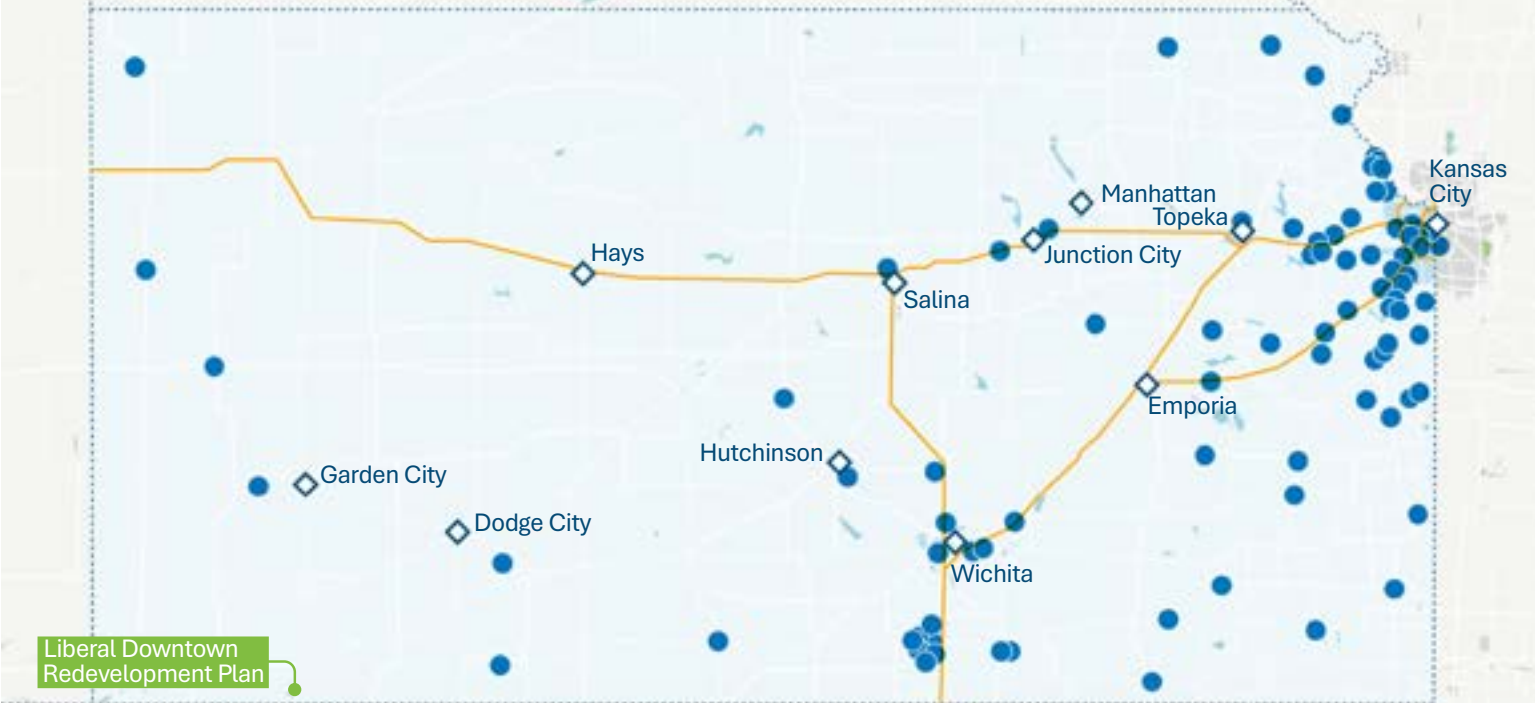 Kansas
City
Manhattan
Topeka
Hays
Junction City
Salina
Emporia
Hutchinson
Garden City
Dodge City
Wichita
Liberal Downtown
Redevelopment Plan